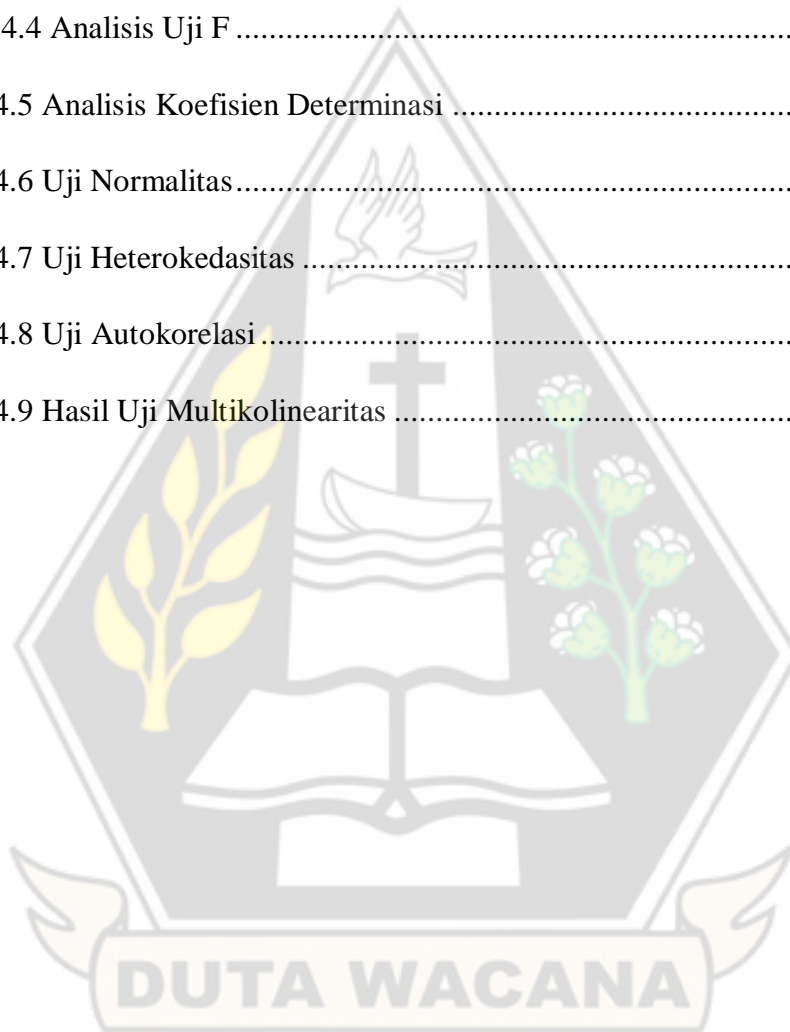 4.4 Analisis Uji F ....................................................................
4.5 Analisis Koefisien Determinasi .........................................
4.6 Uji Normalitas....................................................................
4.7 Uji Heterokedasitas ...........................................................
4.8 Uji Autokorelasi.................................................................
4.9 Hasil Uji Multikolinearitas ................................................
DUTA WACANA